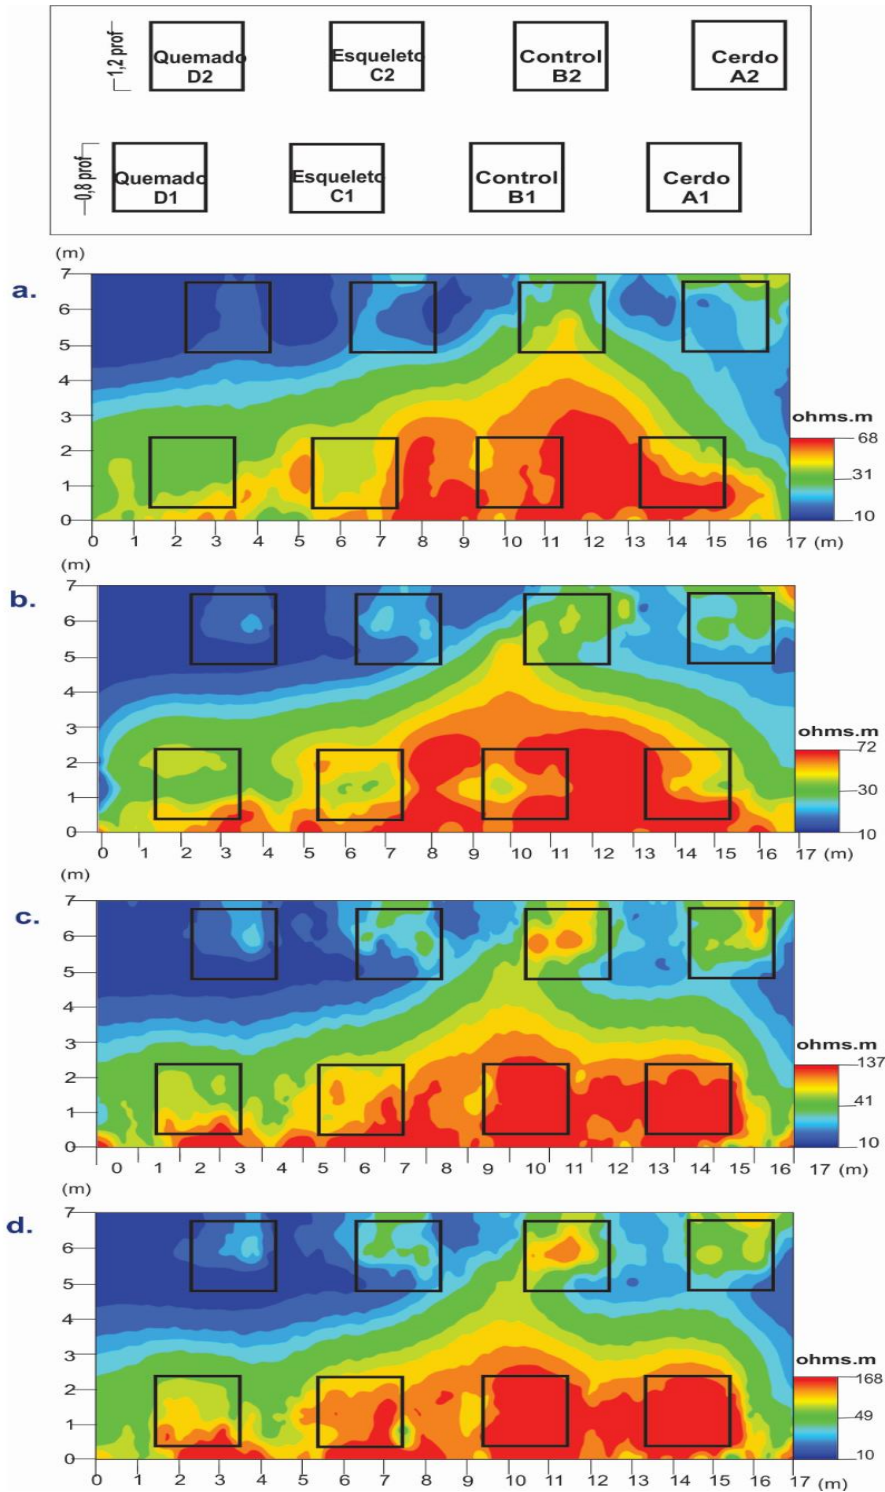 1,2 prof
Quemado
D2
Esqueleto
C2
Control
B2
Cerdo
A2
0,8 prof
Quemado
D1
Esqueleto
C1
Control
B1
Cerdo
A1
(m)
a.
7
6
5
4
3
2
1
0
0 1 2 3 4 5 6 7 8 9 10 11 12 13 14 15 17 (m)
ohms.m
68
31
10
(m)
b.
7
6
5
4
3
2
1
0
0 1 2 3 4 5 6 7 8 9 10 11 12 13 14 15 16 17 (m)
ohms.m
72
30
10
(m)
c.
7
6
5
4
3
2
1
0
0 1 2 3 4 5 6 7 8 9 10 11 12 13 14 15 16 17 (m)
ohms.m
137
41
10
(m)
d.
7
6
5
4
3
2
1
0
0 1 2 3 4 5 6 7 8 9 10 11 12 13 14 15 16 17 (m)
ohms.m
168
49
10